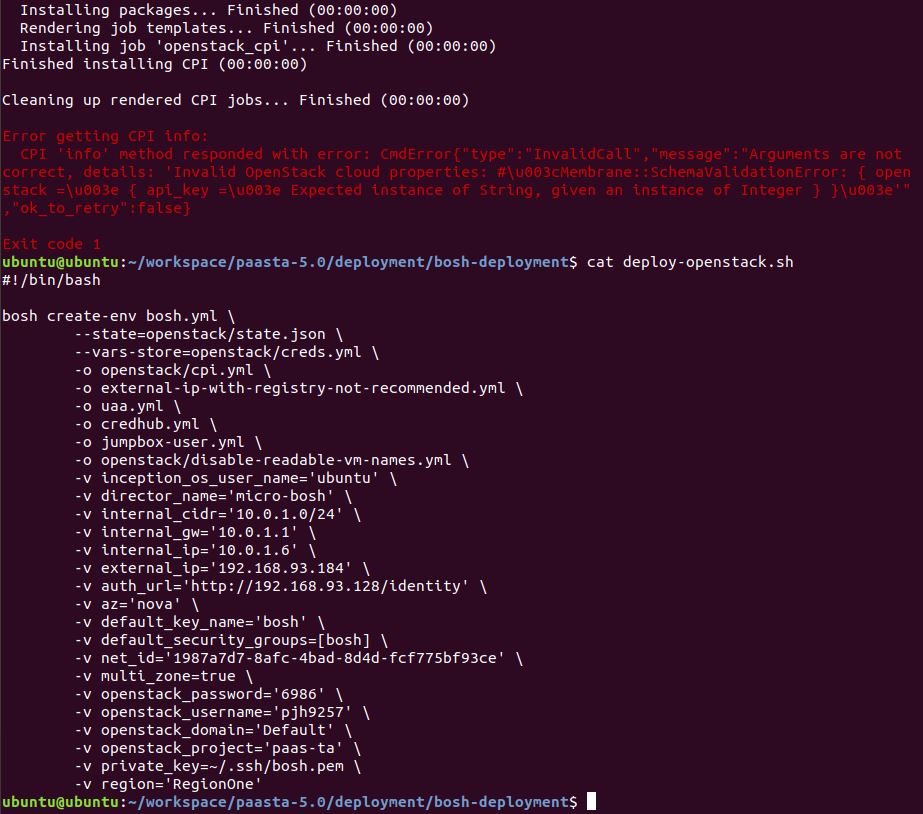 Installing packages... Finished (00:00:00)
  Rendering job templates... Finished (00:00:00)
  Installing job 'openstack_cpi'... Finished (00:00:00)
Finished installing CPI (00:00:00)

Cleaning up rendered CPI jobs... Finished (00:00:00)

Error getting CPI info:
  CPI 'info' method responded with error: CmdError{"type":"InvalidCall","message":"Arguments are not
correct, details: 'Invalid OpenStack cloud properties: #\u003cMembrane::SchemaValidationError: { open
stack =\u003e { api_key =\u003e Expected instance of String, given an instance of Integer } }\u003e'"
,"ok_to_retry":false}

Exit code 1
ubuntu@ubuntu:~/workspace/paasta-5.0/deployment/bosh-deployment$ cat deploy-openstack.sh
#!/bin/bash

bosh create-env bosh.yml \
        --state=openstack/state.json \
        --vars-store=openstack/creds.yml \
        -o openstack/cpi.yml \
        -o external-ip-with-registry-not-recommended.yml \
        -o uaa.yml \
        -o credhub.yml \
        -o jumpbox-user.yml \
        -o openstack/disable-readable-vm-names.yml \
        -v inception_os_user_name='ubuntu' \
        -v director_name='micro-bosh' \
        -v internal_cidr='10.0.1.0/24' \
        -v internal_gw='10.0.1.1' \
        -v internal_ip='10.0.1.6' \
        -v external_ip='192.168.93.184' \
        -v auth_url='http://192.168.93.128/identity' \
        -v az='nova' \
        -v default_key_name='bosh' \
        -v default_security_groups=[bosh] \
        -v net_id='1987a7d7-8afc-4bad-8d4d-fcf775bf93ce' \
        -v multi_zone=true \
        -v openstack_password='6986' \
        -v openstack_username='pjh9257' \
        -v openstack_domain='Default' \
        -v openstack_project='paas-ta' \
        -v private_key=~/.ssh/bosh.pem \
        -v region='RegionOne'
ubuntu@ubuntu:~/workspace/paasta-5.0/deployment/bosh-deployment$